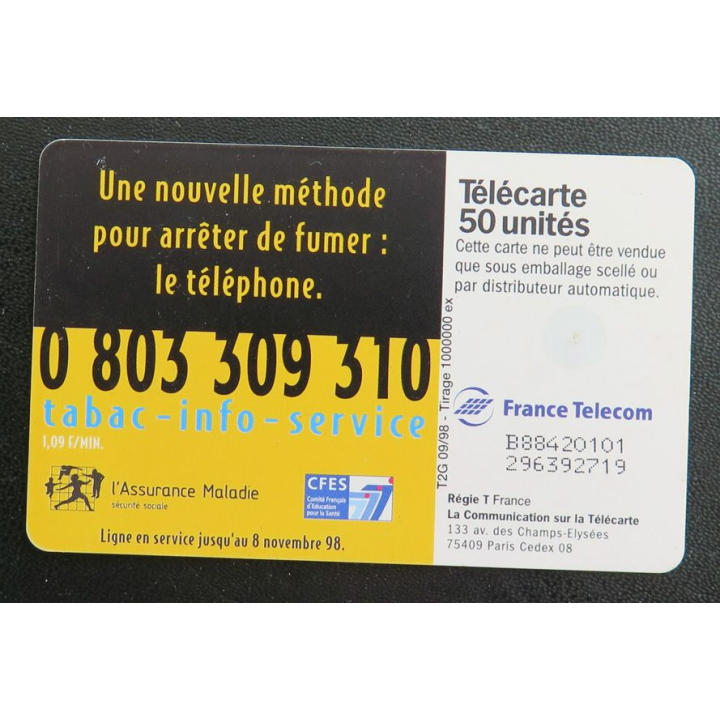 Une nouvelle méthode
pour arrêter de fumer :
le téléphone.
0 803 309 310
tabac-info-service
1,09 F/MIN.
l'Assurance Maladie
sécurité sociale
CFES
Comité Français
d'Education
pour la Santé
Ligne en service jusqu'au 8 novembre 98.
T2G 09/98 - Tirage 1000000 ex
Télécarte
50 unités
Cette carte ne peut être vendue
que sous emballage scellé ou
par distributeur automatique.
France Telecom
B88420101
296392719
Régie T France
La Communication sur la Télécarte
133 av. des Champs-Elysées
75409 Paris Cedex 08